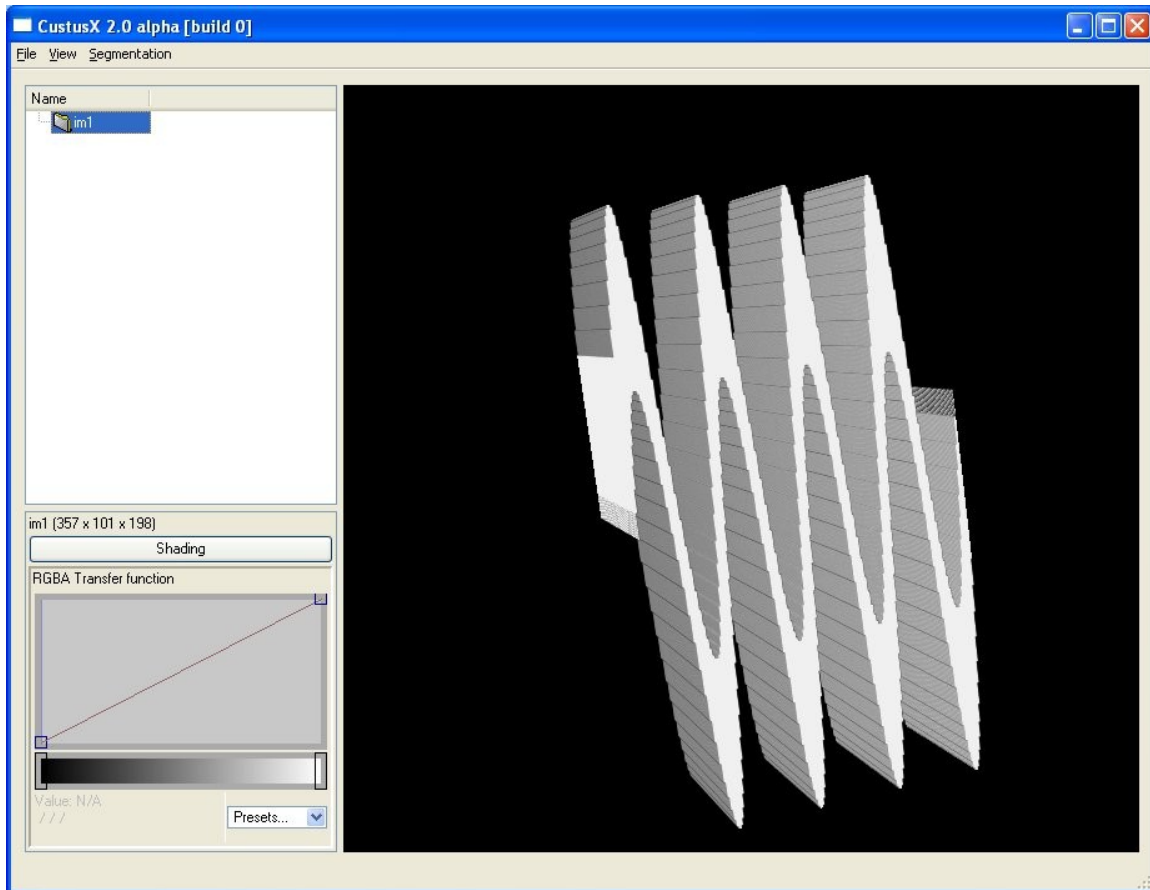 CustusX 2.0 alpha [build 0]
File View Segmentation
Name
im1
im1 (357 x 101 x 198)
Shading
RGBA Transfer function
Value: N/A
/ / /
Presets...